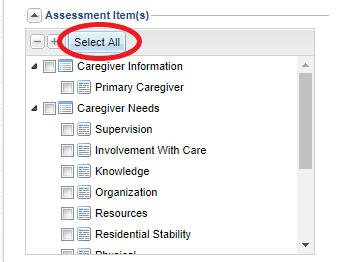 Assessment Item(s)
Select All
Caregiver Information
Primary Caregiver
Caregiver Needs
Supervision
Involvement With Care
Knowledge
Organization
Resources
Residential Stability
Physical